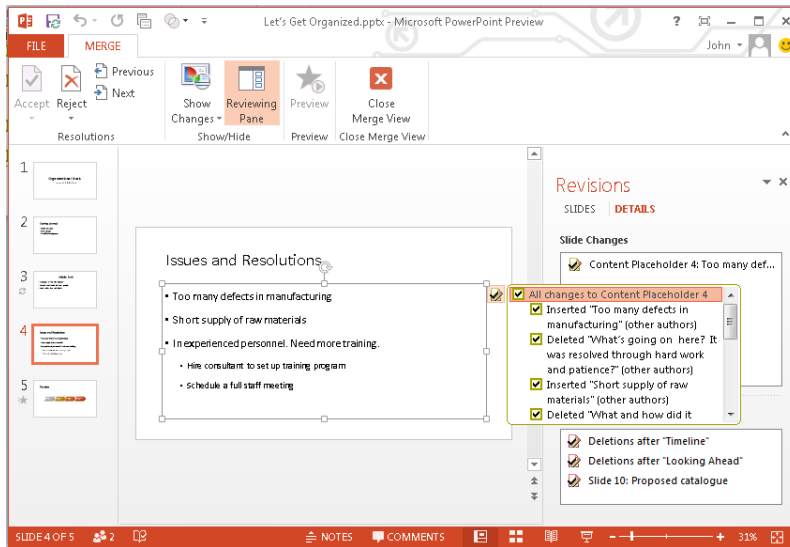 Let's Get Organized.pptx - Microsoft PowerPoint Preview
?
FILE
MERGE
John
Accept
Reject
Previous
Next
Resolutions
Show
Changes
Reviewing
Pane
Show/Hide
Preview
Preview
Close
Merge View
Close Merge View
1
2
3
4
5
Issues and Resolutions
• Too many defects in manufacturing
• Short supply of raw materials
• Inexperienced personnel. Need more training.
• Hire consultant to set up training program
• Schedule a full staff meeting
Revisions
SLIDES
DETAILS
Slide Changes
Content Placeholder 4: Too many def...
All changes to Content Placeholder 4
Inserted "Too many defects in
manufacturing" (other authors)
Deleted "What's going on here? It
was resolved through hard work
and patience?" (other authors)
Inserted "Short supply of raw
materials" (other authors)
Deleted "What and how did it
Deletions after "Timeline"
Deletions after "Looking Ahead"
Slide 10: Proposed catalogue
SLIDE 4 OF 5
2
NOTES
COMMENTS
31%